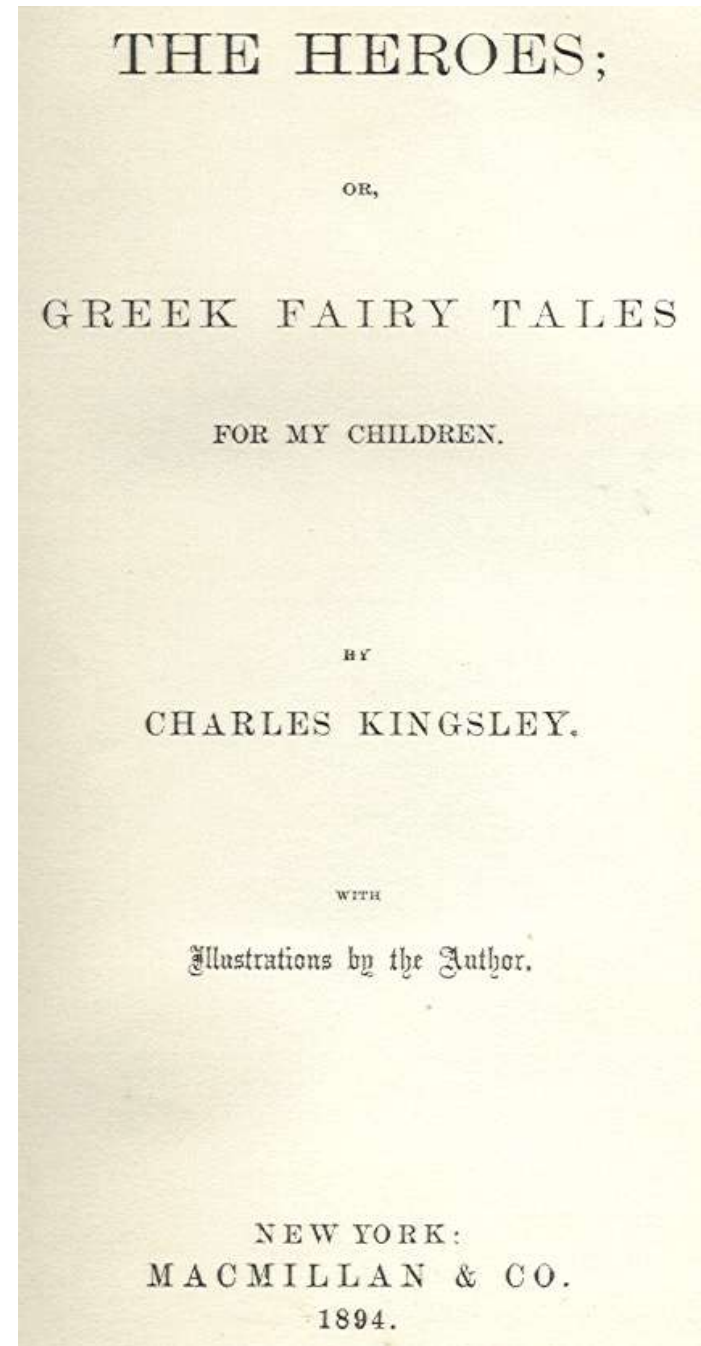 THE HEROES;
OR,
GREEK FAIRY TALES
FOR MY CHILDREN.
BY
CHARLES KINGSLEY.
WITH
Illustrations by the Author.
NEW YORK:
MACMILLAN & CO.
1894.